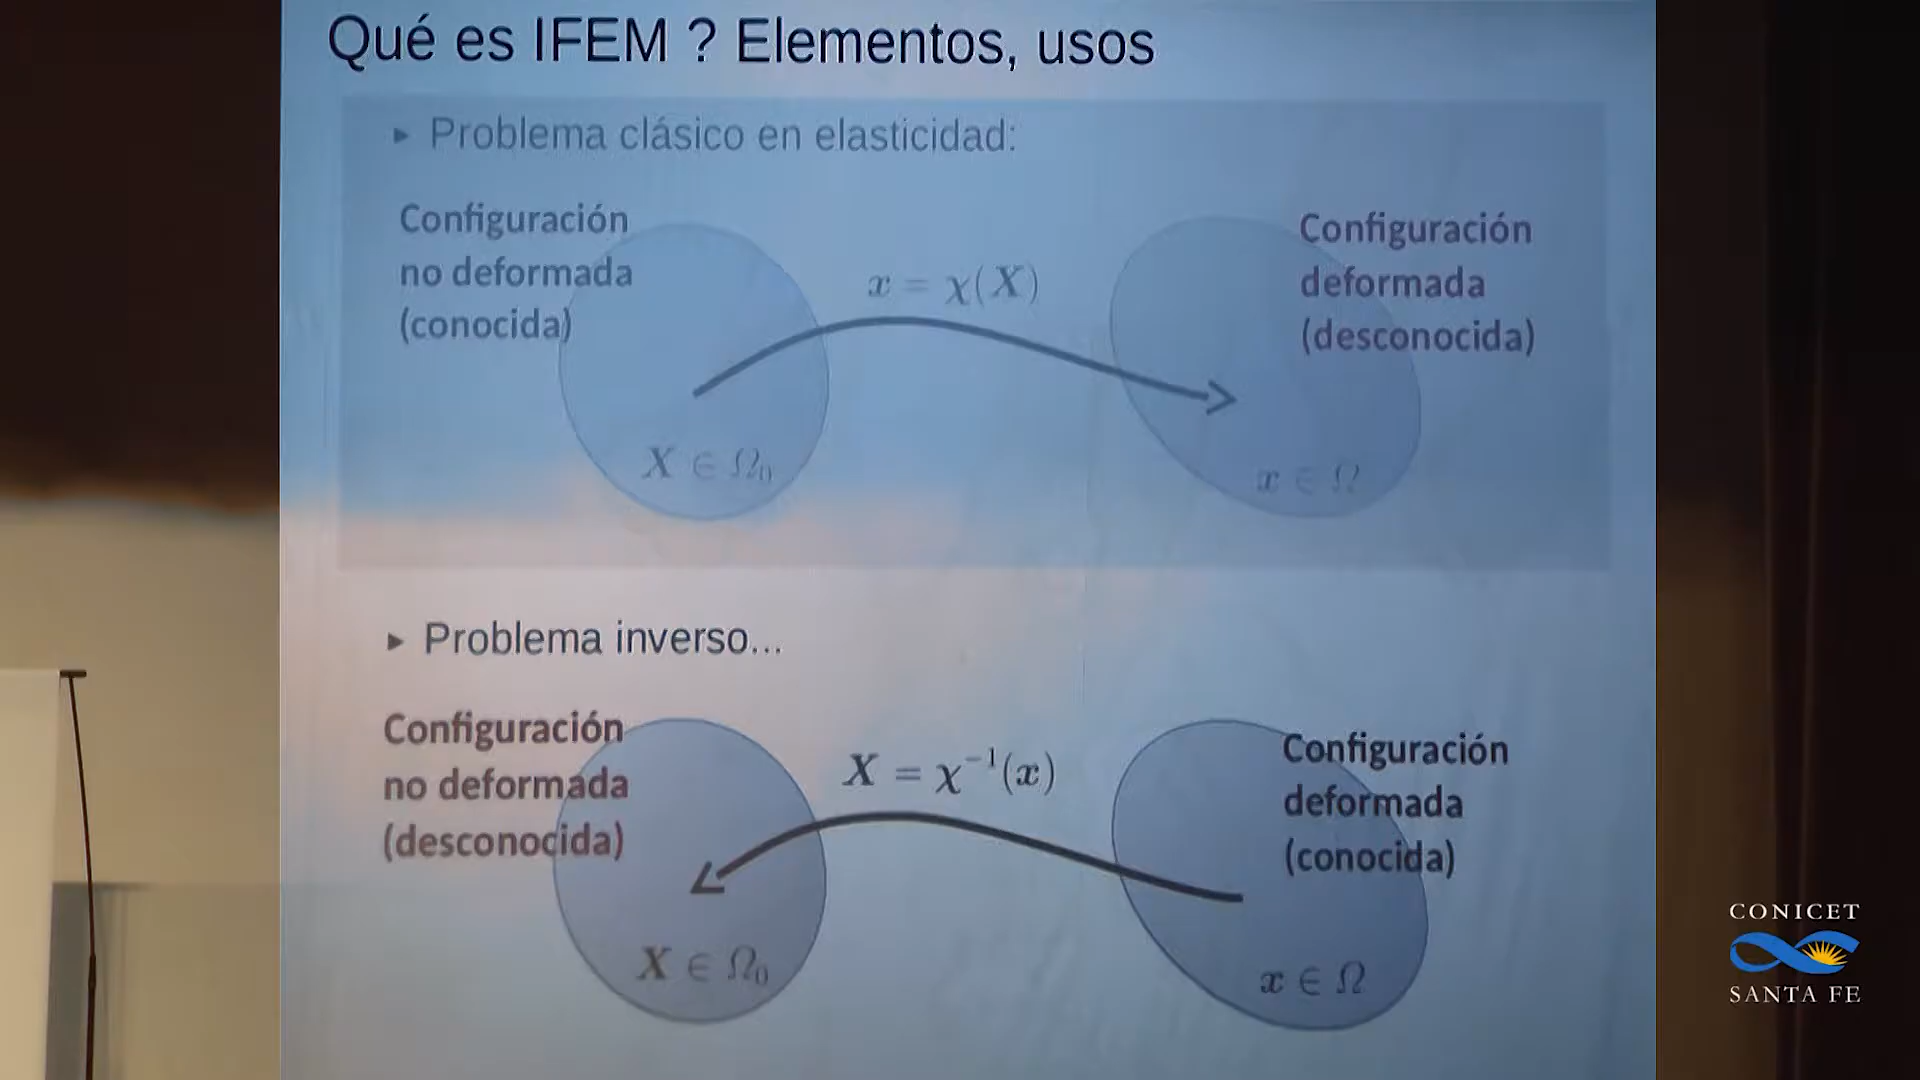 Qué es IFEM ? Elementos, usos
▸ Problema clásico en elasticidad:
Configuración
no deformada
(conocida)
x = χ(X)
Configuración
deformada
(desconocida)
X ∈ Ω₀
x ∈ Ω
▸ Problema inverso...
Configuración
no deformada
(desconocida)
X = χ⁻¹(x)
Configuración
deformada
(conocida)
X ∈ Ω₀
x ∈ Ω
CONICET
SANTA FE